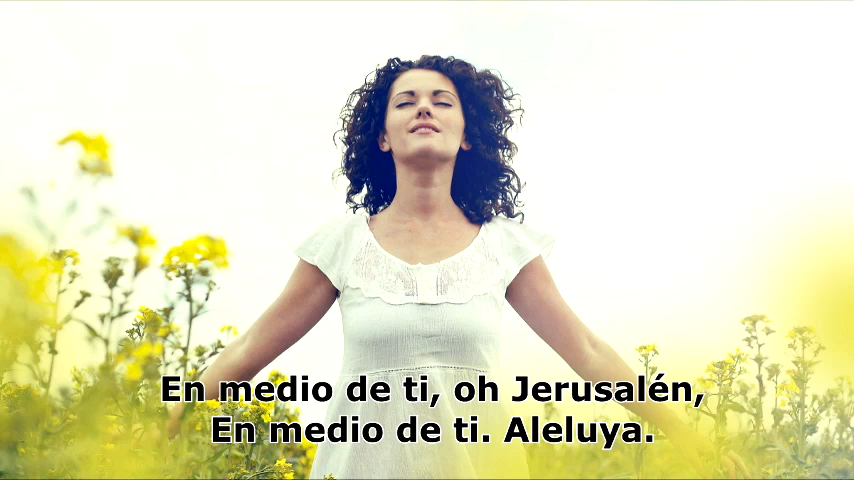 En medio de ti, oh Jerusalén,
En medio de ti. Aleluya.